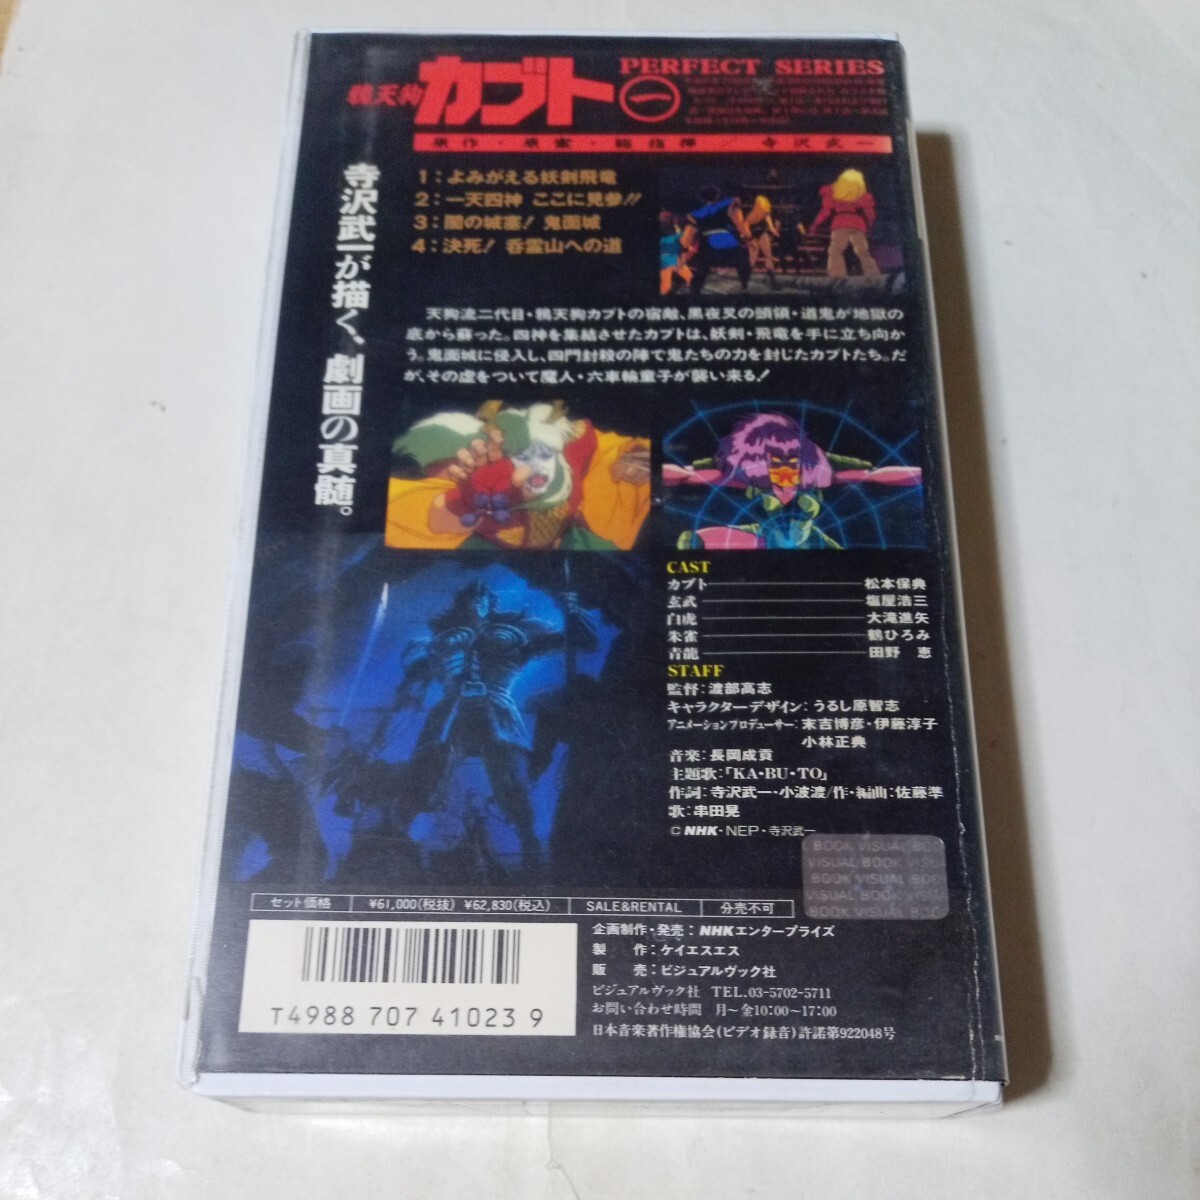 鴉天狗カブト
PERFECT SERIES
一
原作・原案・総指揮／寺沢武一
寺沢武一が描く、劇画の真髄。
1:よみがえる妖剣飛竜
2:一天四神 ここに見参!!
3:闇の城塞! 鬼面城
4:決死! 呑霊山への道
天狗流二代目・鴉天狗カブトの宿敵、黒夜叉の頭領・道鬼が地獄の
底から蘇った。四神を集結させたカブトは、妖剣・飛竜を手に立ち向か
う。鬼面城に侵入し、四門封殺の陣で鬼たちの力を封じたカブトたち。だ
が、その虚をついて魔人・六車輪童子が襲い来る!
CAST
カブト 松本保典
玄武 塩屋浩三
白虎 大滝進矢
朱雀 鶴ひろみ
青龍 田野 恵
STAFF
監督:渡部高志
キャラクターデザイン:うるし原智志
アニメーションプロデューサー:末吉博彦・伊藤淳子
小林正典
音楽:長岡成貢
主題歌:「KA・BU・TO」
作詞:寺沢武一・小波渡/作・編曲:佐藤準
歌:串田晃
©NHK・NEP・寺沢武一
BOOK VISUAL BOO
VISUAL BOOK VISU
BOOK VISUAL BOO
VISUAL BOOK VISU
BOOK VISUAL BOO
セット価格 ¥61,000(税抜) ¥62,830(税込) SALE&RENTAL 分売不可
企画制作・発売:NHKエンタープライズ
製 作:ケイエスエス
販 売:ビジュアルヴック社
ビジュアルヴック社 TEL.03-5702-5711
お問い合わせ時間 月〜金10:00〜17:00
日本音楽著作権協会(ビデオ録音)許諾第922048号
T4988 707 41023 9